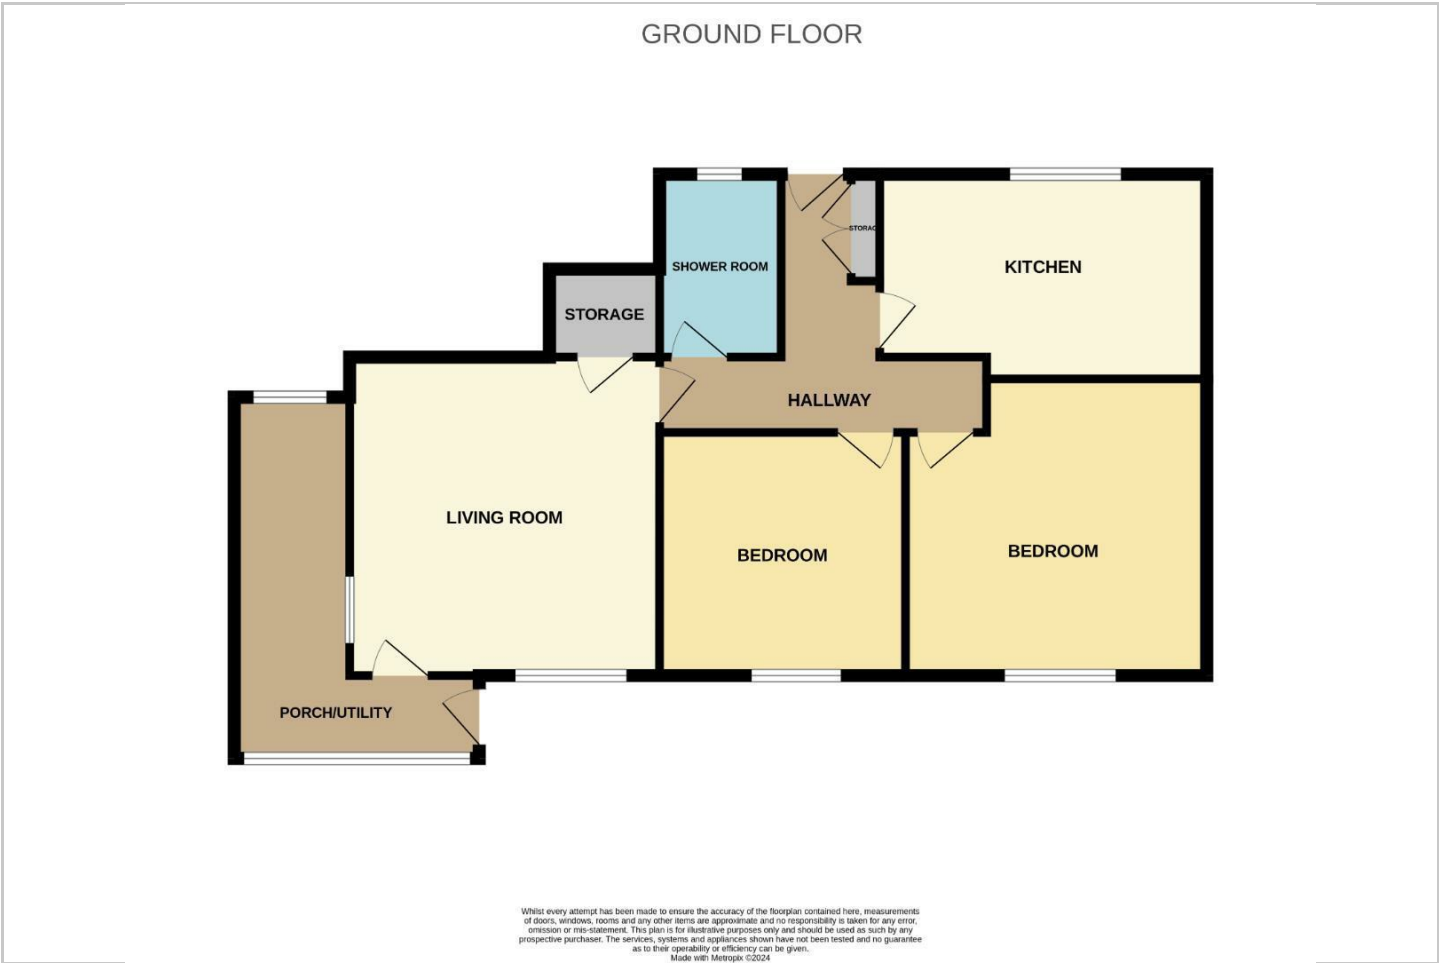 GROUND FLOOR
STORAG
SHOWER ROOM
KITCHEN
STORAGE
HALLWAY
LIVING ROOM
BEDROOM
BEDROOM
PORCH/UTILITY
Whilst every attempt has been made to ensure the accuracy of the floorplan contained here, measurements
of doors, windows, rooms and any other items are approximate and no responsibility is taken for any error,
omission or mis-statement. This plan is for illustrative purposes only and should be used as such by any
prospective purchaser. The services, systems and appliances shown have not been tested and no guarantee
as to their operability or efficiency can be given.
Made with Metropix ©2024